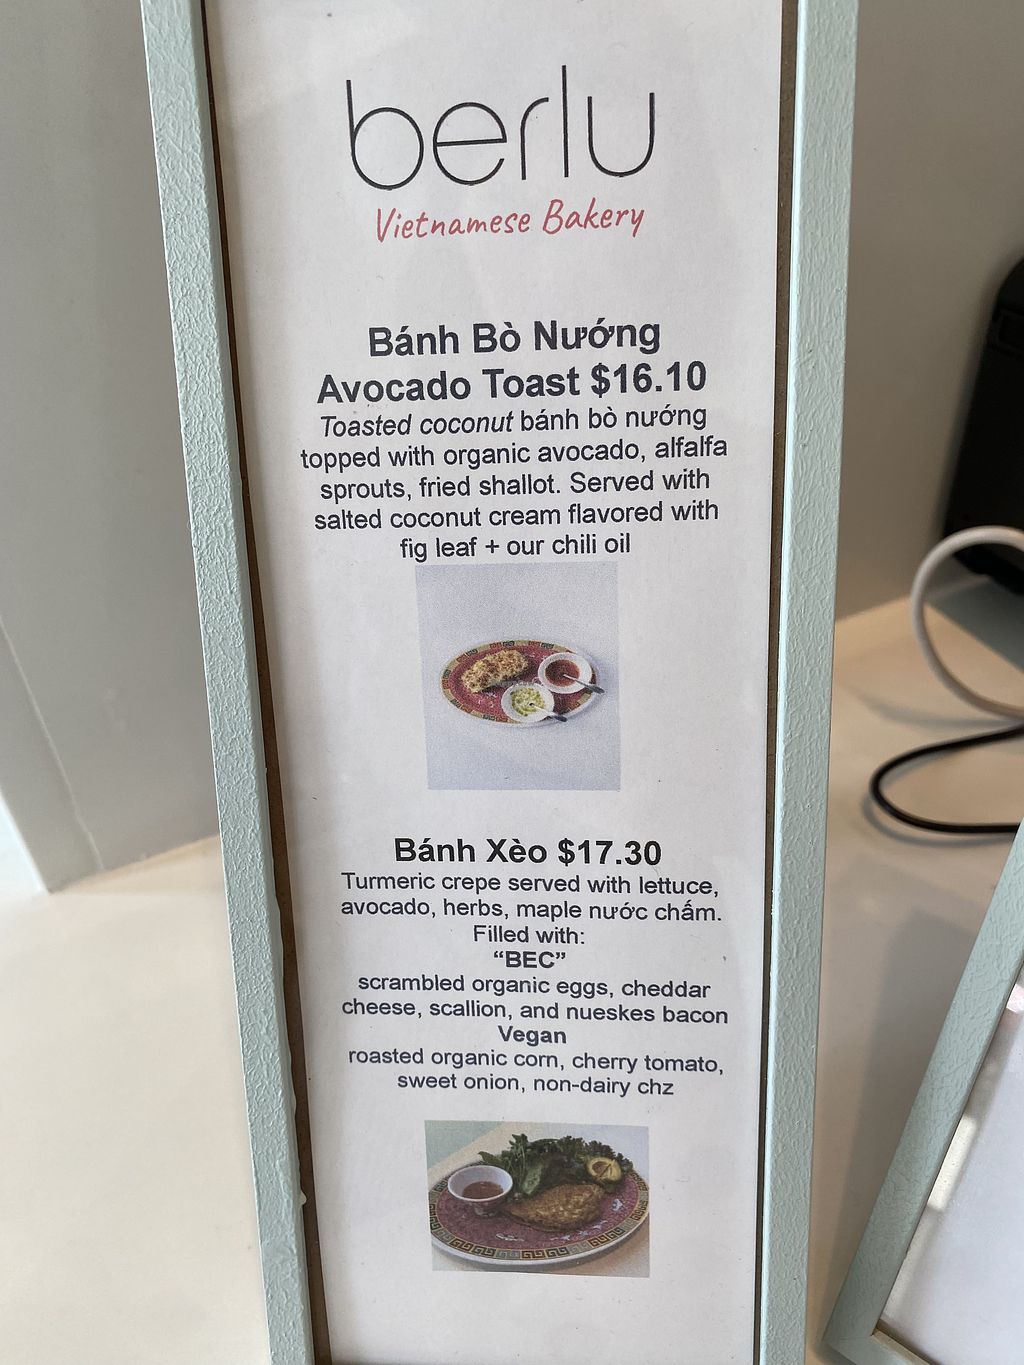 berlu
Vietnamese Bakery
Bánh Bò Nướng
Avocado Toast $16.10
Toasted coconut bánh bò nướng
topped with organic avocado, alfalfa
sprouts, fried shallot. Served with
salted coconut cream flavored with
fig leaf + our chili oil
Bánh Xèo $17.30
Turmeric crepe served with lettuce,
avocado, herbs, maple nước chấm.
Filled with:
“BEC”
scrambled organic eggs, cheddar
cheese, scallion, and nueskes bacon
Vegan
roasted organic corn, cherry tomato,
sweet onion, non-dairy chz